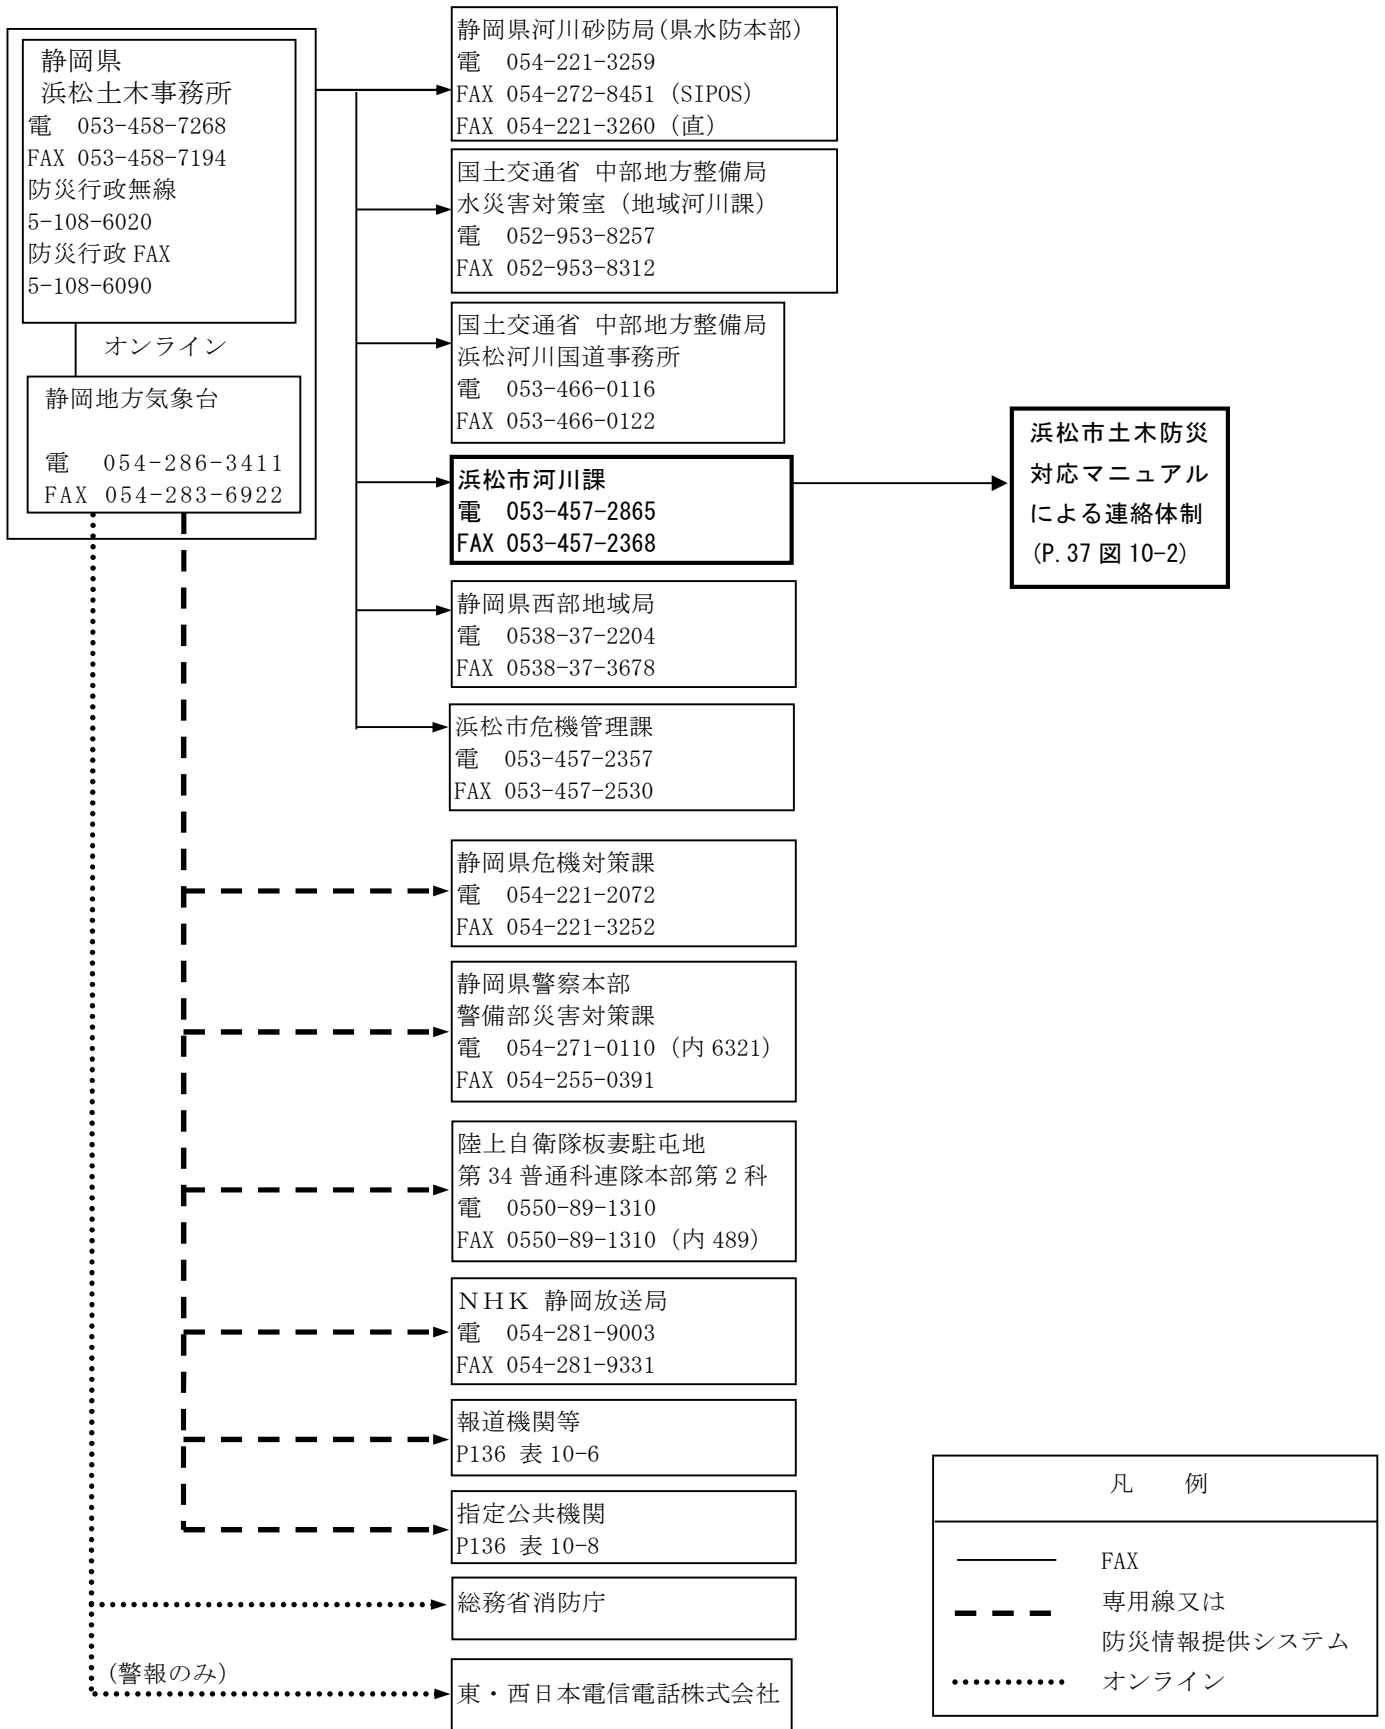 静岡県
浜松土木事務所
電　053-458-7268
FAX 053-458-7194
防災行政無線
5-108-6020
防災行政 FAX
5-108-6090
オンライン
静岡地方気象台
電　054-286-3411
FAX 054-283-6922
静岡県河川砂防局(県水防本部)
電　054-221-3259
FAX 054-272-8451 (SIPOS)
FAX 054-221-3260 (直)
国土交通省 中部地方整備局
水災害対策室（地域河川課）
電　052-953-8257
FAX 052-953-8312
国土交通省 中部地方整備局
浜松河川国道事務所
電　053-466-0116
FAX 053-466-0122
浜松市河川課
電　053-457-2865
FAX 053-457-2368
浜松市土木防災
対応マニュアル
による連絡体制
(P.37 図 10-2)
静岡県西部地域局
電　0538-37-2204
FAX 0538-37-3678
浜松市危機管理課
電　053-457-2357
FAX 053-457-2530
静岡県危機対策課
電　054-221-2072
FAX 054-221-3252
静岡県警察本部
警備部災害対策課
電　054-271-0110（内 6321）
FAX 054-255-0391
陸上自衛隊板妻駐屯地
第 34 普通科連隊本部第 2 科
電　0550-89-1310
FAX 0550-89-1310（内 489）
ＮＨＫ 静岡放送局
電　054-281-9003
FAX 054-281-9331
報道機関等
P136 表 10-6
指定公共機関
P136 表 10-8
総務省消防庁
(警報のみ)
東・西日本電信電話株式会社
凡　例
FAX
専用線又は
防災情報提供システム
オンライン